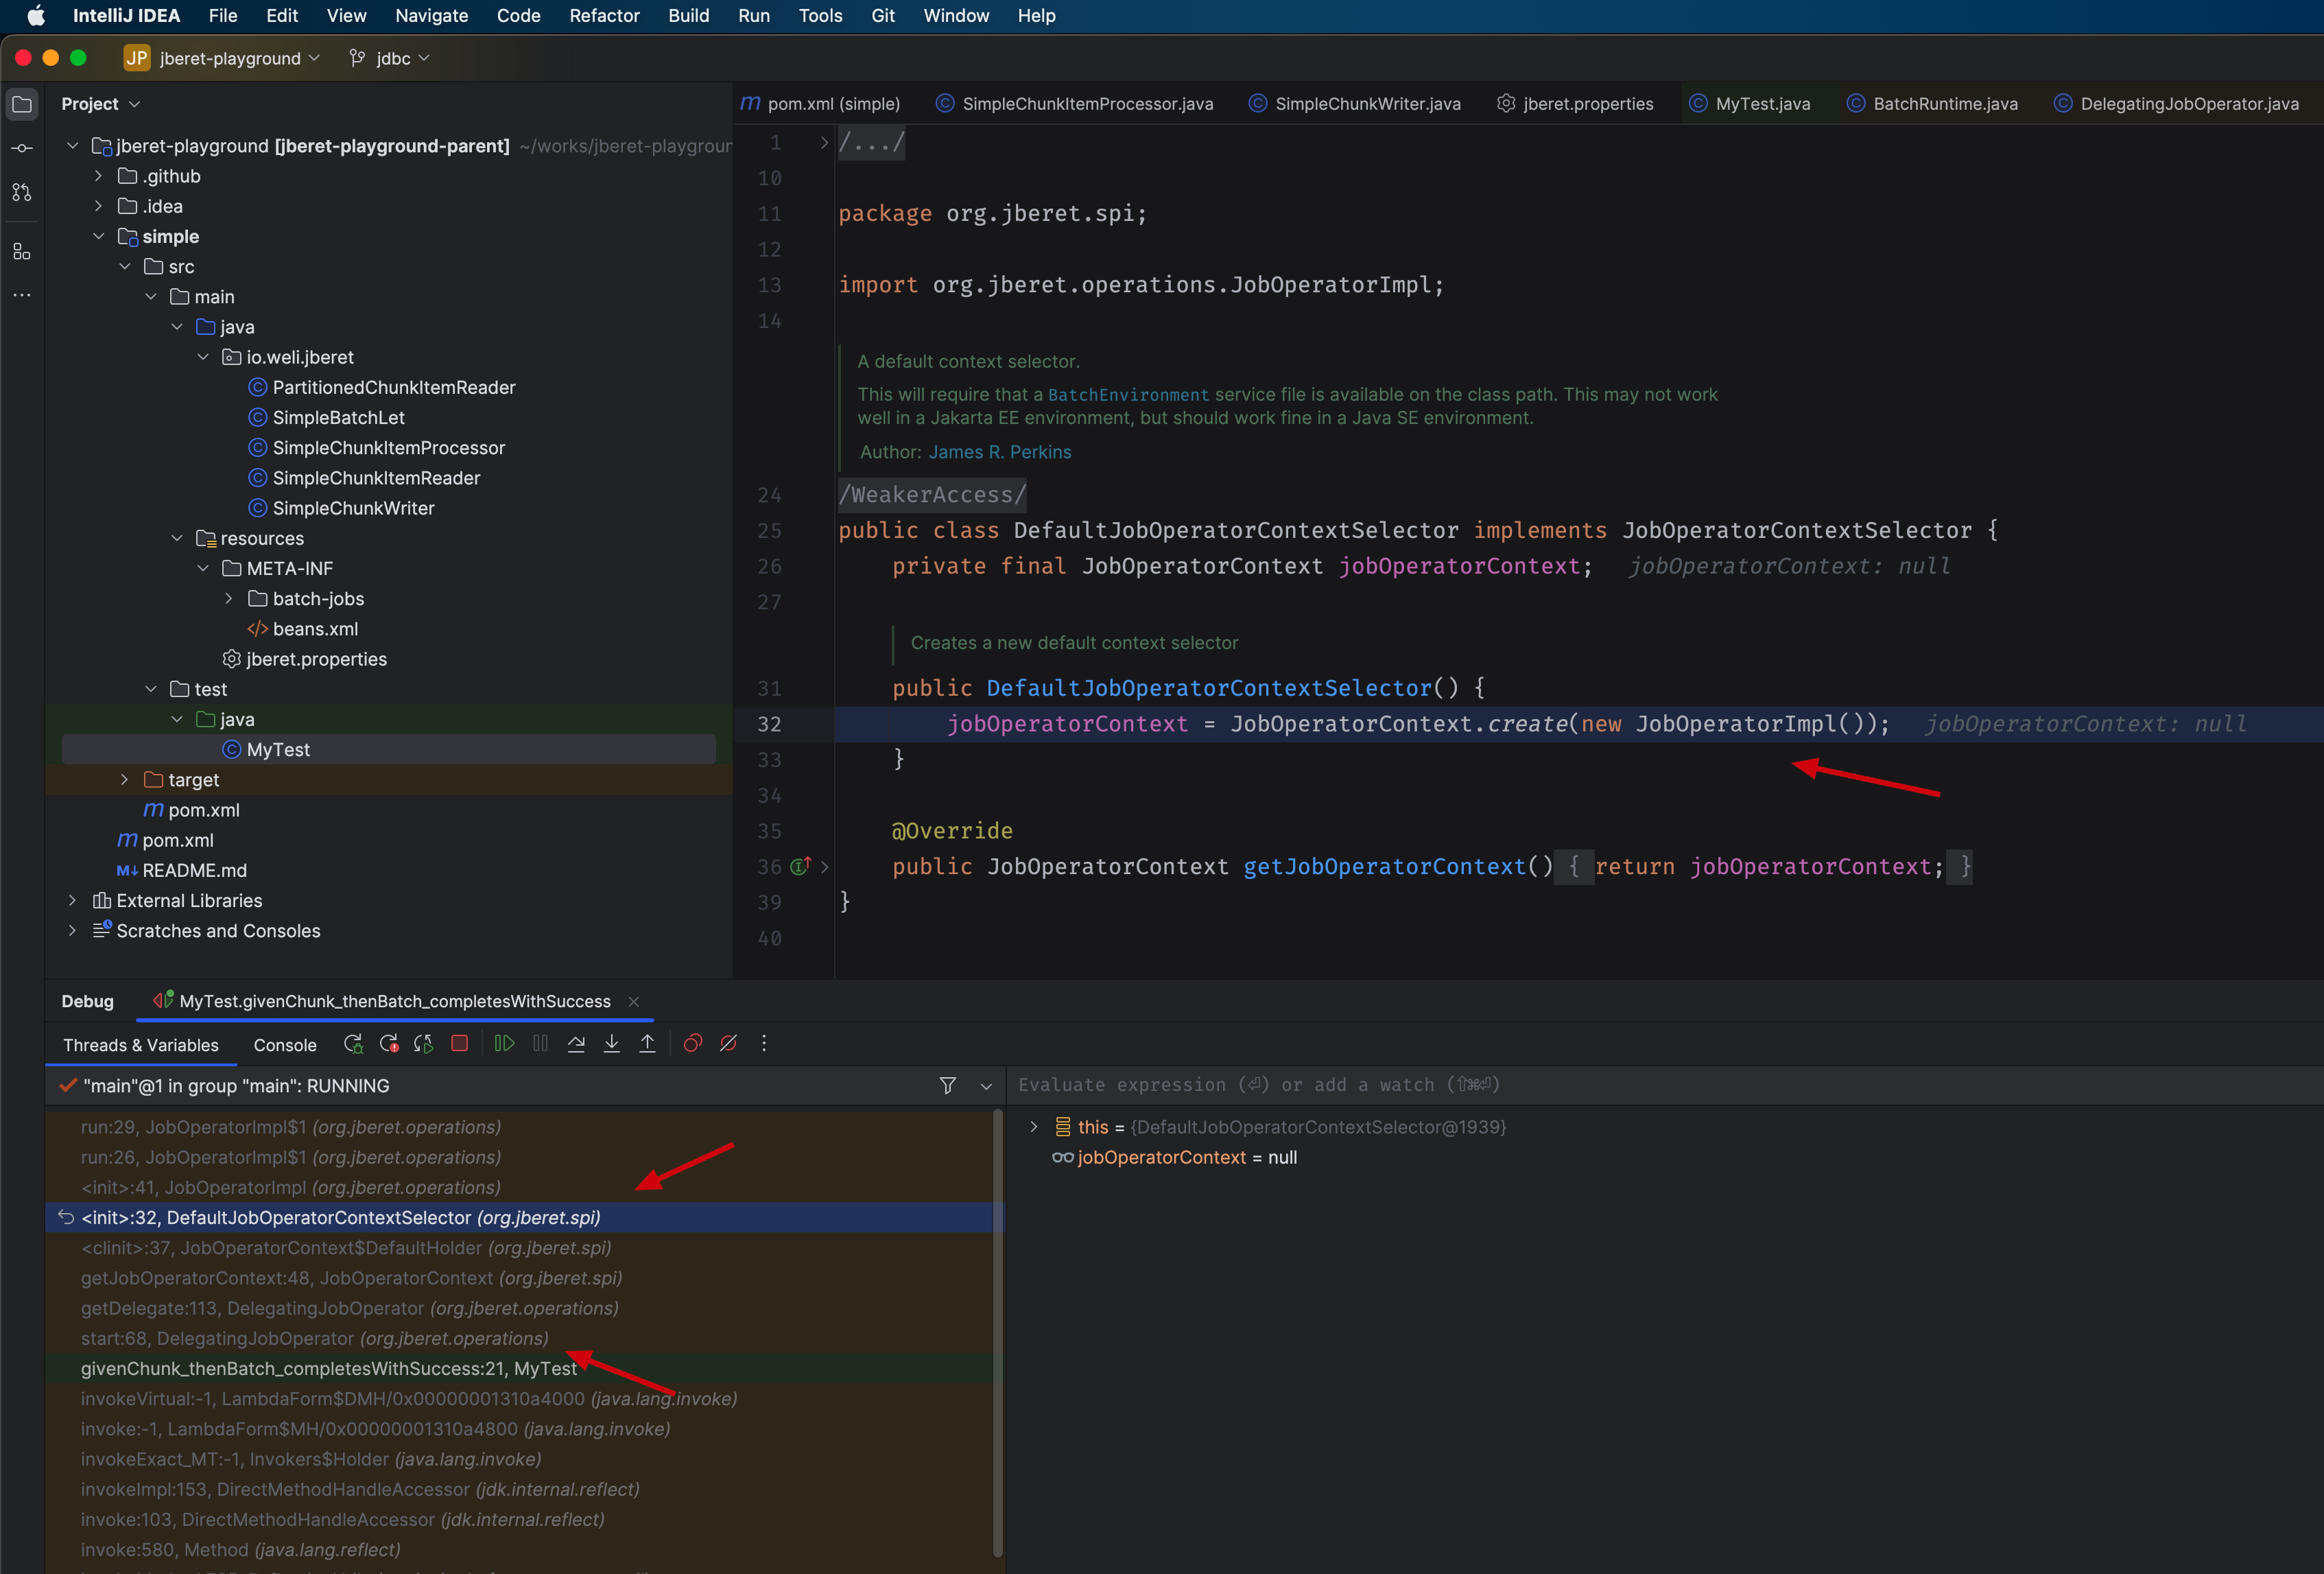 IntelliJ IDEA File Edit View Navigate Code Refactor Build Run Tools Git Window Help
JP jberet-playground jdbc
Project
jberet-playground [jberet-playground-parent] ~/works/jberet-playgroun
.github
.idea
simple
src
main
java
io.weli.jberet
PartitionedChunkItemReader
SimpleBatchLet
SimpleChunkItemProcessor
SimpleChunkItemReader
SimpleChunkWriter
resources
META-INF
batch-jobs
beans.xml
jberet.properties
test
java
MyTest
target
pom.xml
pom.xml
README.md
External Libraries
Scratches and Consoles
pom.xml (simple) SimpleChunkItemProcessor.java SimpleChunkWriter.java jberet.properties MyTest.java BatchRuntime.java DelegatingJobOperator.java
1 /.../
10
11 package org.jberet.spi;
12
13 import org.jberet.operations.JobOperatorImpl;
14
A default context selector.
This will require that a BatchEnvironment service file is available on the class path. This may not work
well in a Jakarta EE environment, but should work fine in a Java SE environment.
Author: James R. Perkins
24 /WeakerAccess/
25 public class DefaultJobOperatorContextSelector implements JobOperatorContextSelector {
26 private final JobOperatorContext jobOperatorContext; jobOperatorContext: null
27
Creates a new default context selector
31 public DefaultJobOperatorContextSelector() {
32 jobOperatorContext = JobOperatorContext.create(new JobOperatorImpl()); jobOperatorContext: null
33 }
34
35 @Override
36 public JobOperatorContext getJobOperatorContext() { return jobOperatorContext; }
39 }
40
Debug MyTest.givenChunk_thenBatch_completesWithSuccess
Threads & Variables Console
"main"@1 in group "main": RUNNING
run:29, JobOperatorImpl$1 (org.jberet.operations)
run:26, JobOperatorImpl$1 (org.jberet.operations)
<init>:41, JobOperatorImpl (org.jberet.operations)
<init>:32, DefaultJobOperatorContextSelector (org.jberet.spi)
<clinit>:37, JobOperatorContext$DefaultHolder (org.jberet.spi)
getJobOperatorContext:48, JobOperatorContext (org.jberet.spi)
getDelegate:113, DelegatingJobOperator (org.jberet.operations)
start:68, DelegatingJobOperator (org.jberet.operations)
givenChunk_thenBatch_completesWithSuccess:21, MyTest
invokeVirtual:-1, LambdaForm$DMH/0x00000001310a4000 (java.lang.invoke)
invoke:-1, LambdaForm$MH/0x00000001310a4800 (java.lang.invoke)
invokeExact_MT:-1, Invokers$Holder (java.lang.invoke)
invokeImpl:153, DirectMethodHandleAccessor (jdk.internal.reflect)
invoke:103, DirectMethodHandleAccessor (jdk.internal.reflect)
invoke:580, Method (java.lang.reflect)
Evaluate expression (⏎) or add a watch (⇧⌘⏎)
this = {DefaultJobOperatorContextSelector@1939}
jobOperatorContext = null